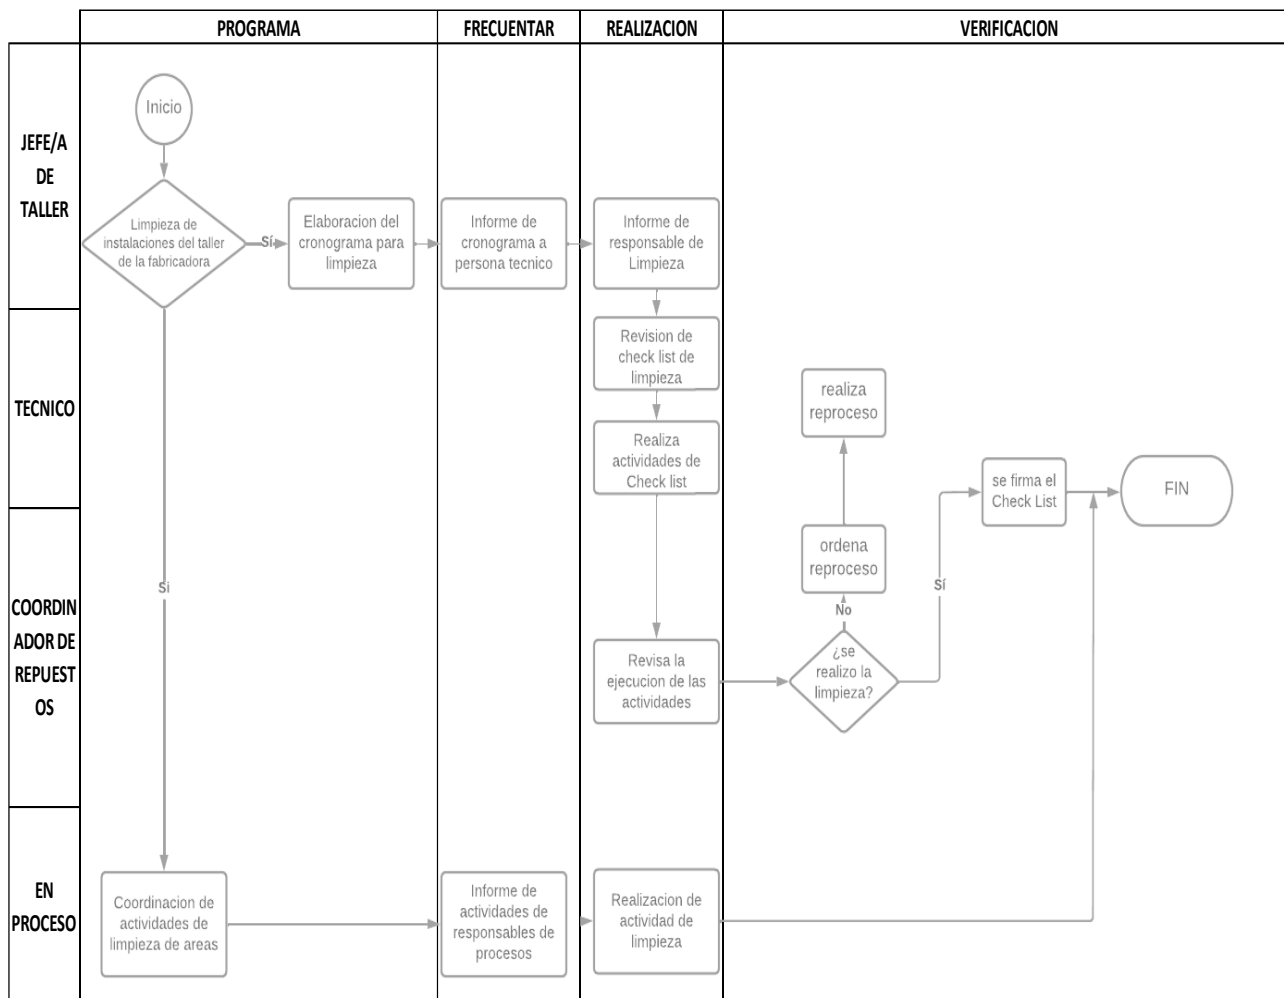 PROGRAMA
FRECUENTAR
REALIZACION
VERIFICACION
JEFE/A
DE
TALLER
Inicio
Limpieza de
instalaciones del taller
de la fabricadora
Sí
Elaboracion del
cronograma para
limpieza
Informe de
cronograma a
persona tecnico
Informe de
responsable de
Limpieza
TECNICO
Revision de
check list de
limpieza
Realiza
actividades de
Check list
realiza
reproceso
se firma el
Check List
FIN
COORDIN
ADOR DE
REPUEST
OS
Sí
Revisa la
ejecucion de las
actividades
ordena
reproceso
No
¿se
realizo la
limpieza?
Sí
EN
PROCESO
Coordinacion de
actividades de
limpieza de areas
Informe de
actividades de
responsables de
procesos
Realizacion de
actividad de
limpieza